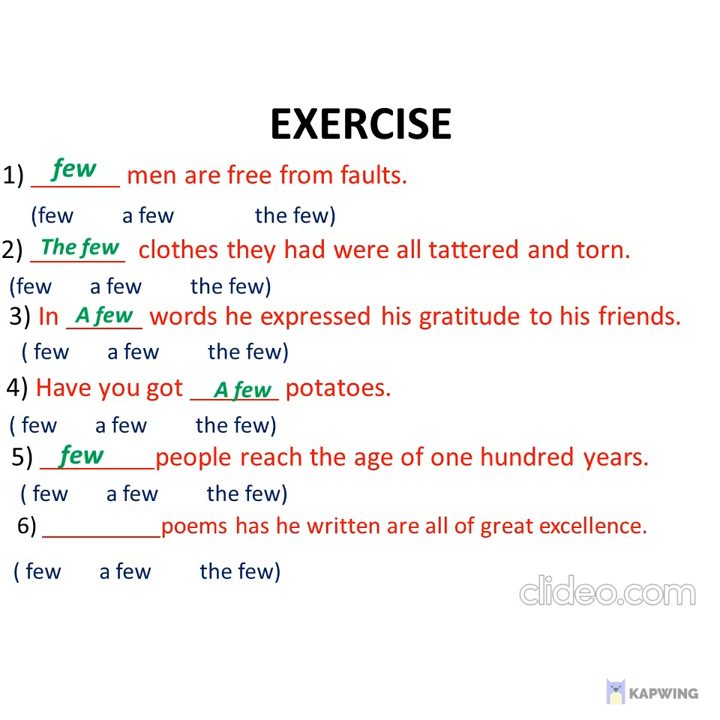 EXERCISE
1) few men are free from faults.
(few a few the few)
2) The few clothes they had were all tattered and torn.
(few a few the few)
3) In A few words he expressed his gratitude to his friends.
( few a few the few)
4) Have you got A few potatoes.
( few a few the few)
5) few people reach the age of one hundred years.
( few a few the few)
6) __________ poems has he written are all of great excellence.
( few a few the few)
clideo.com
KAPWING